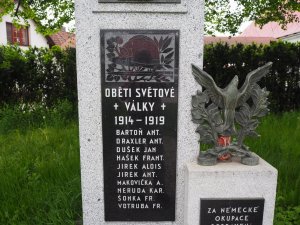 OBĚTI SVĚTOVÉ
+ VÁLKY +
1914-1919
BARTOŇ ANT.
DRAXLER ANT.
DUŠEK JAN
HAŠEK FRANT.
JIREK ALOIS
JIREK ANT.
MAKOVIČKA A.
NERUDA KAR.
ŠONKA FR.
VOTRUBA FR.
ZA NĚMECKÉ
OKUPACE